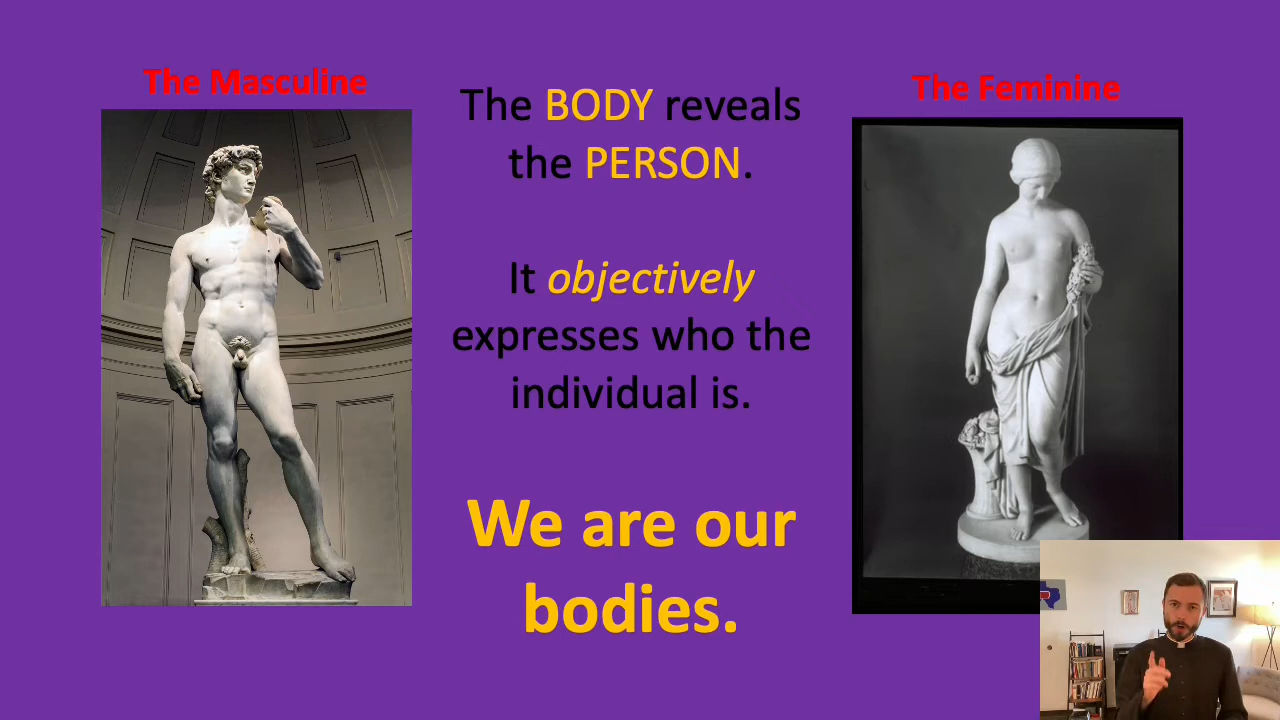 The Masculine
The BODY reveals
the PERSON.
It objectively
expresses who the
individual is.
We are our
bodies.
The Feminine